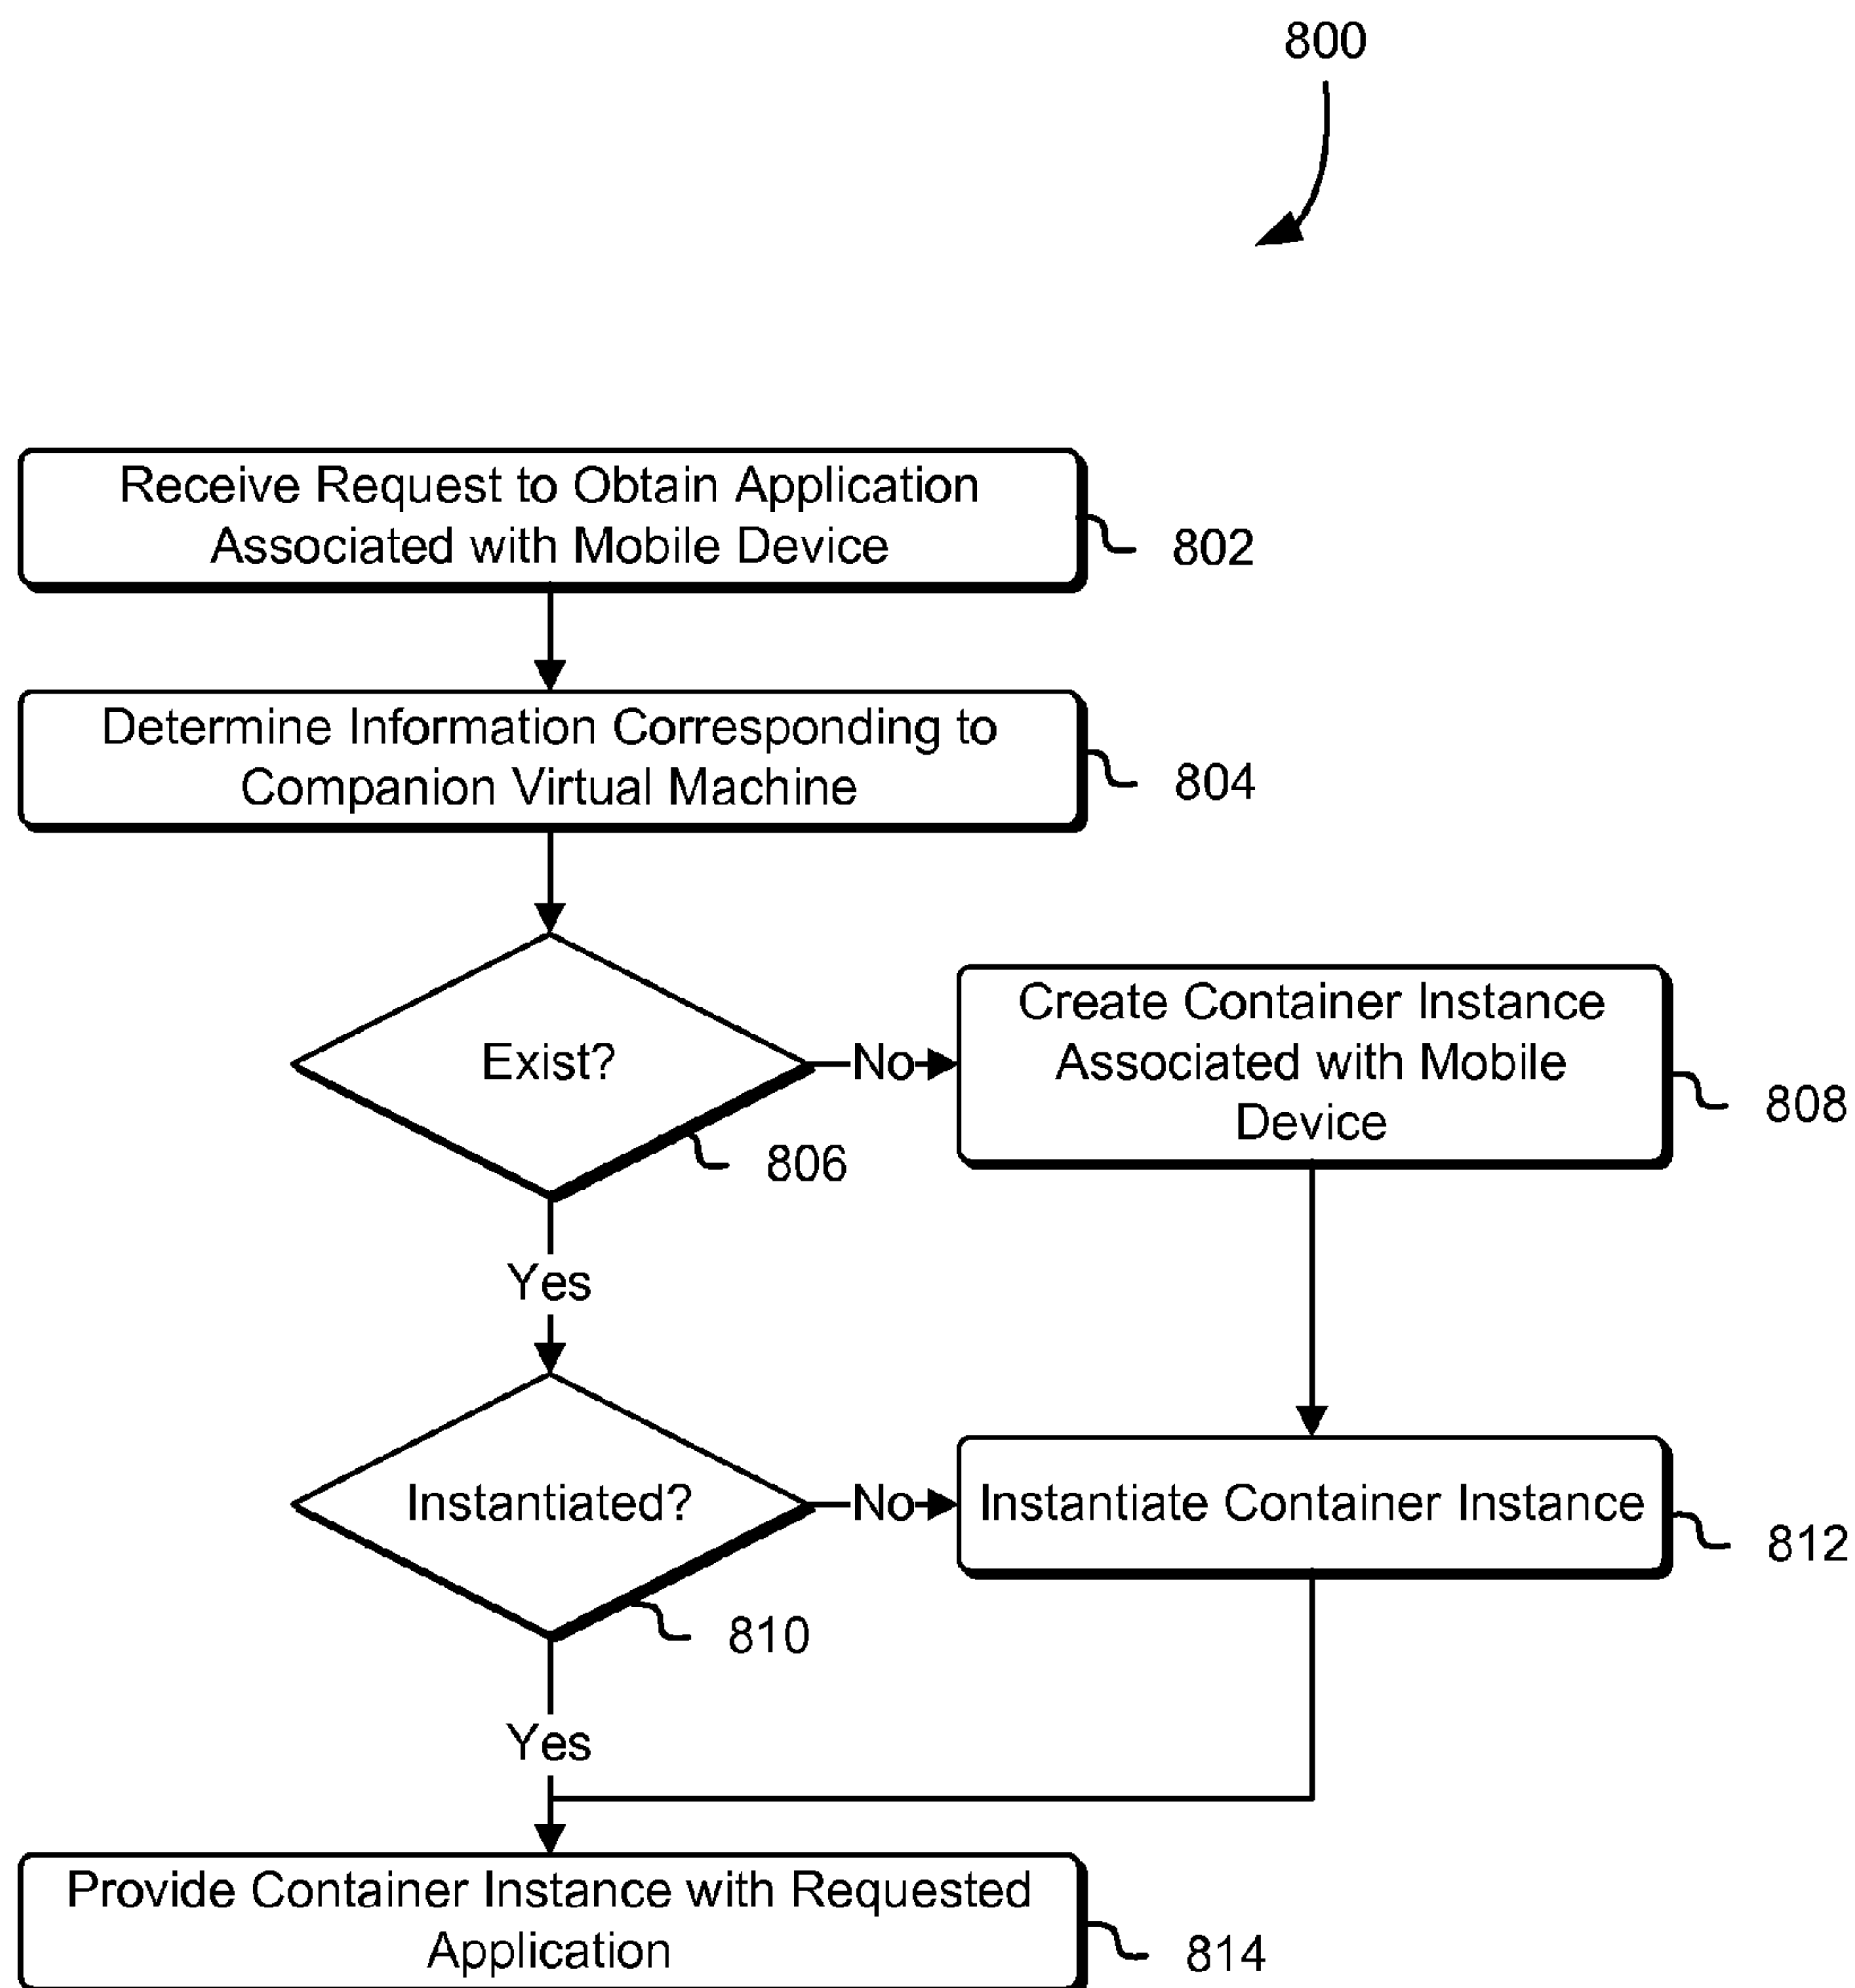 800
Receive Request to Obtain Application
Associated with Mobile Device
802
Determine Information Corresponding to
Companion Virtual Machine
804
Exist?
No
806
Create Container Instance
Associated with Mobile
Device
808
Yes
Instantiated?
No
810
Instantiate Container Instance
812
Yes
Provide Container Instance with Requested
Application
814